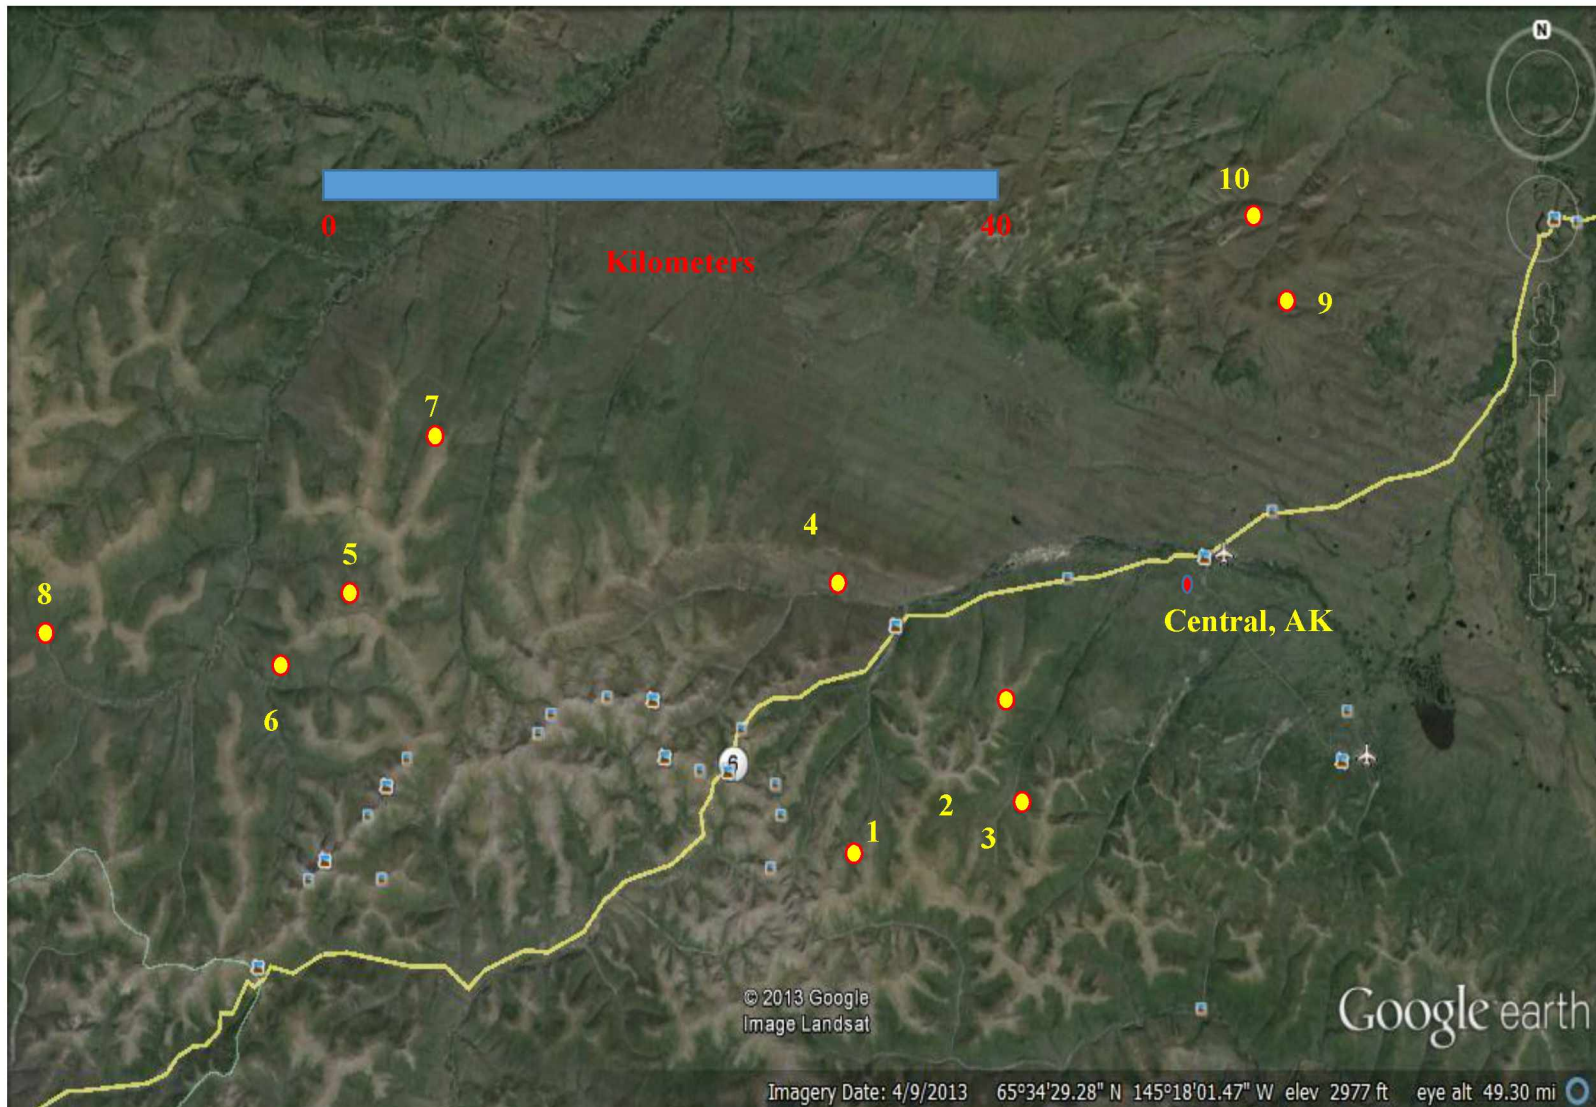 N
10
0
40
Kilometers
9
7
4
5
8
Central, AK
6
6
2
1
3
© 2013 Google
Image Landsat
Google earth
Imagery Date: 4/9/2013 65°34'29.28" N 145°18'01.47" W elev 2977 ft eye alt 49.30 mi